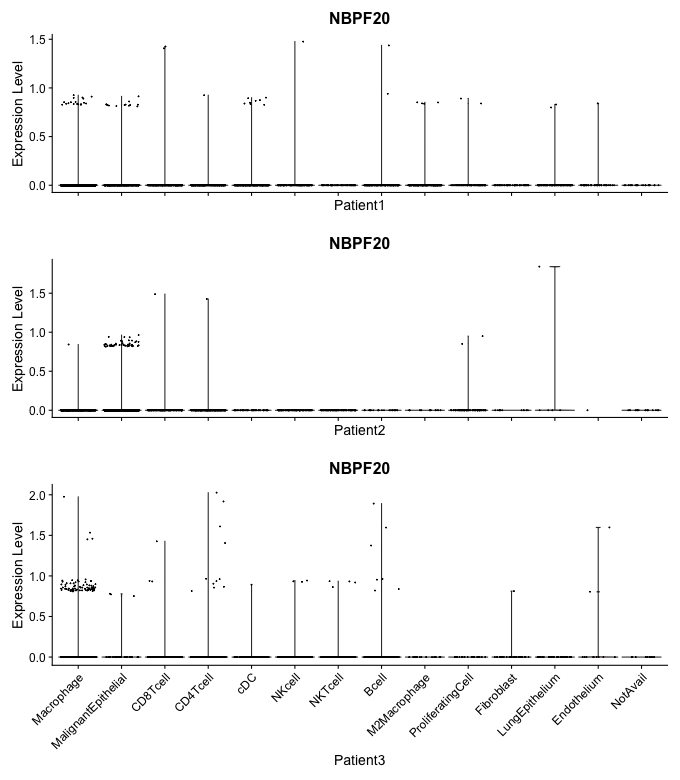 NBPF20
Expression Level
1.5
1.0
0.5
0.0
Patient1
NBPF20
Expression Level
1.5
1.0
0.5
0.0
Patient2
NBPF20
Expression Level
2.0
1.5
1.0
0.5
0.0
Macrophage
MalignantEpithelial
CD8Tcell
CD4Tcell
cDC
NKcell
NKTcell
Bcell
M2Macrophage
ProliferatingCell
Fibroblast
LungEpithelium
Endothelium
NotAvail
Patient3